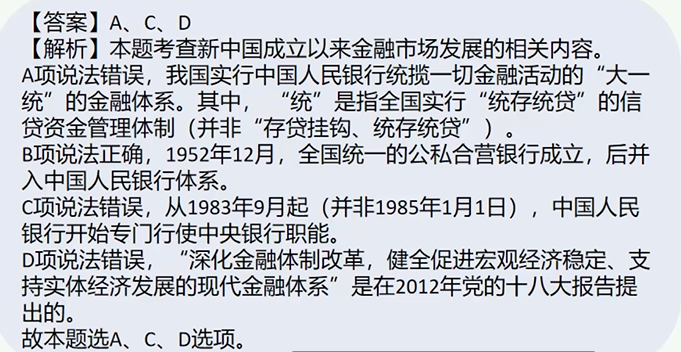 【答案】A、C、D
【解析】本题考查新中国成立以来金融市场发展的相关内容。
A项说法错误，我国实行中国人民银行统揽一切金融活动的“大一
统”的金融体系。其中， “统”是指全国实行“统存统贷”的信
贷资金管理体制（并非“存贷挂钩、统存统贷”）。
B项说法正确，1952年12月，全国统一的公私合营银行成立，后并
入中国人民银行体系。
C项说法错误，从1983年9月起（并非1985年1月1日），中国人民
银行开始专门行使中央银行职能。
D项说法错误， “深化金融体制改革，健全促进宏观经济稳定、支
持实体经济发展的现代金融体系”是在2012年党的十八大报告提
出的。
故本题选A、C、D选项。